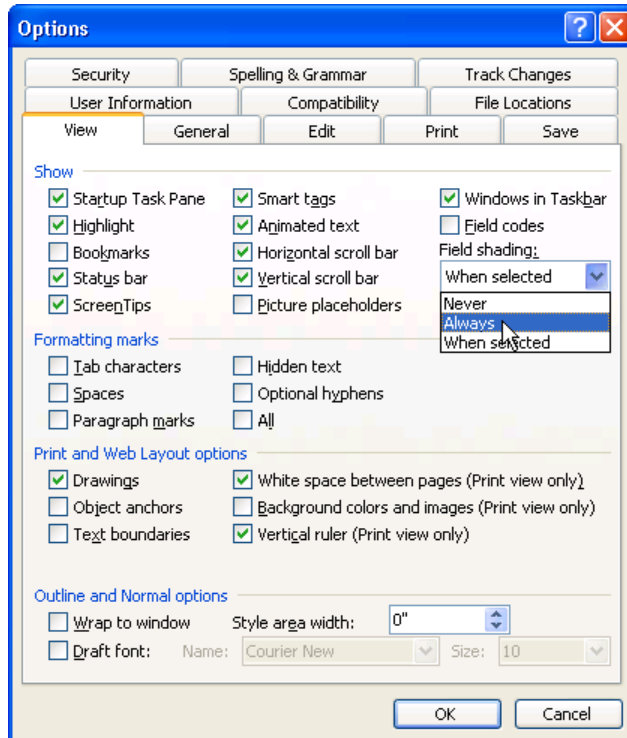 Options
Security Spelling & Grammar Track Changes
User Information Compatibility File Locations
View General Edit Print Save
Show
Startup Task Pane Smart tags Windows in Taskbar
Highlight Animated text Field codes
Bookmarks Horizontal scroll bar Field shading:
Status bar Vertical scroll bar When selected
ScreenTips Picture placeholders Never
Always
When selected
Formatting marks
Tab characters Hidden text
Spaces Optional hyphens
Paragraph marks All
Print and Web Layout options
Drawings White space between pages (Print view only)
Object anchors Background colors and images (Print view only)
Text boundaries Vertical ruler (Print view only)
Outline and Normal options
Wrap to window Style area width: 0"
Draft font: Name: Courier New Size: 10
OK Cancel